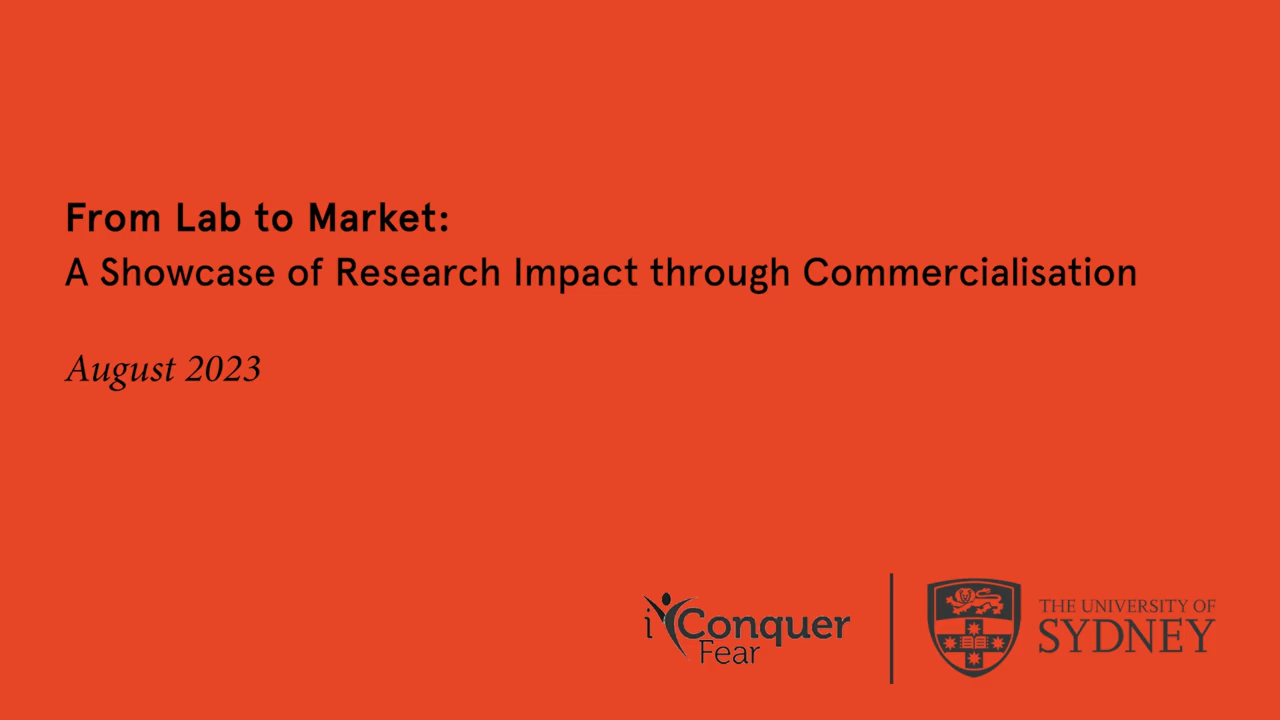 From Lab to Market:
A Showcase of Research Impact through Commercialisation
August 2023
iConquer
Fear
THE UNIVERSITY OF
SYDNEY